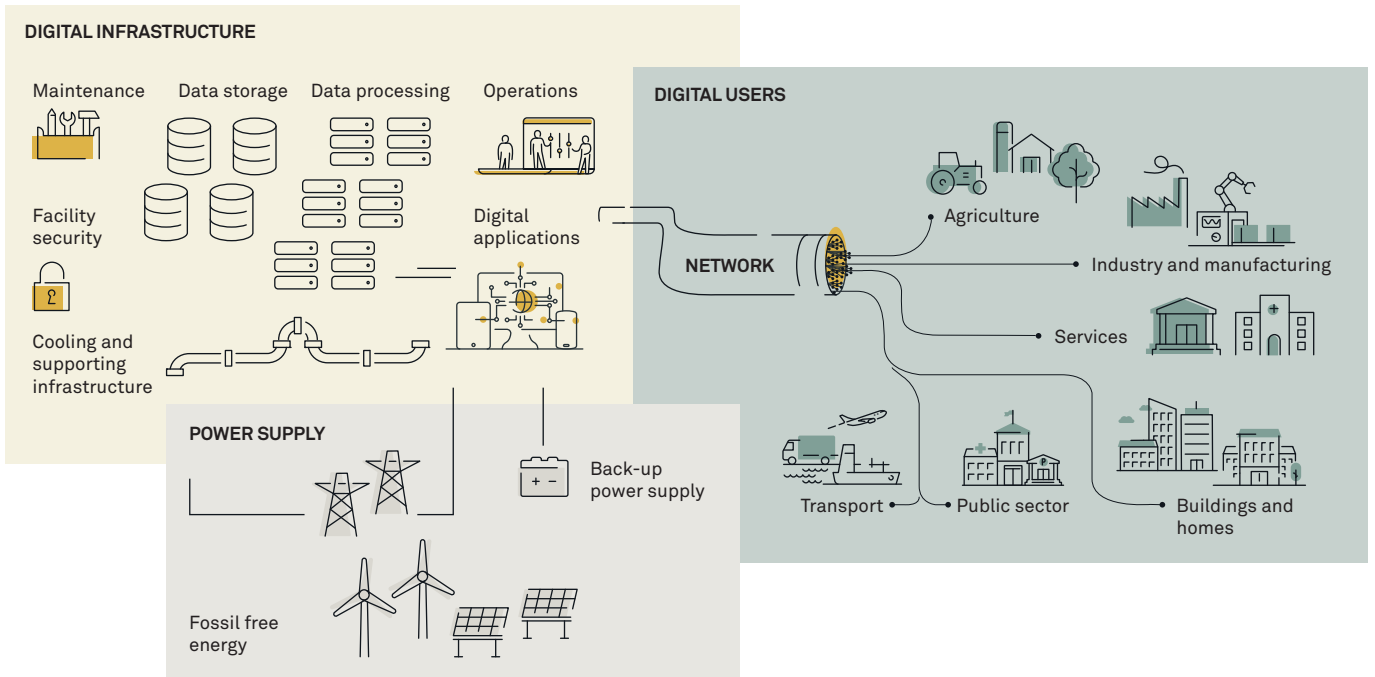 DIGITAL INFRASTRUCTURE
Maintenance
Data storage
Data processing
Operations
Facility
security
Digital
applications
Cooling and
supporting
infrastructure
POWER SUPPLY
Back-up
power supply
Fossil free
energy
DIGITAL USERS
NETWORK
Agriculture
Industry and manufacturing
Services
Transport
Public sector
P
Buildings and
homes